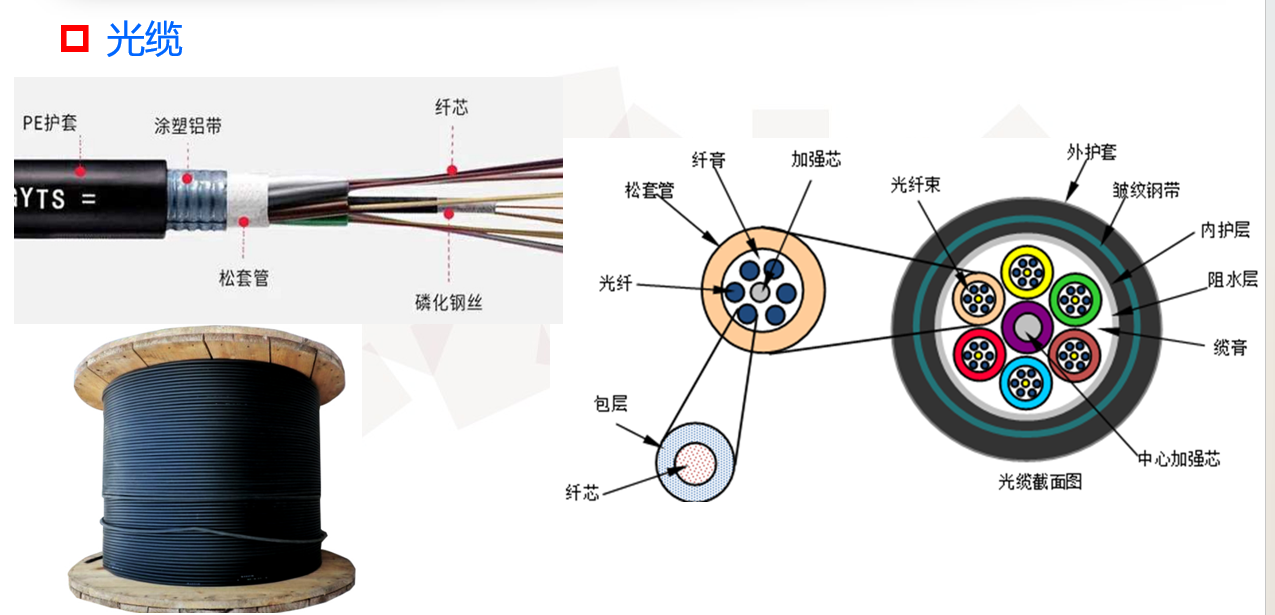 光缆
PE护套
涂塑铝带
纤芯
GYTS =
松套管
磷化钢丝
纤膏
加强芯
松套管
光纤
包层
纤芯
光纤束
外护套
皱纹钢带
内护层
阻水层
缆膏
中心加强芯
光缆截面图